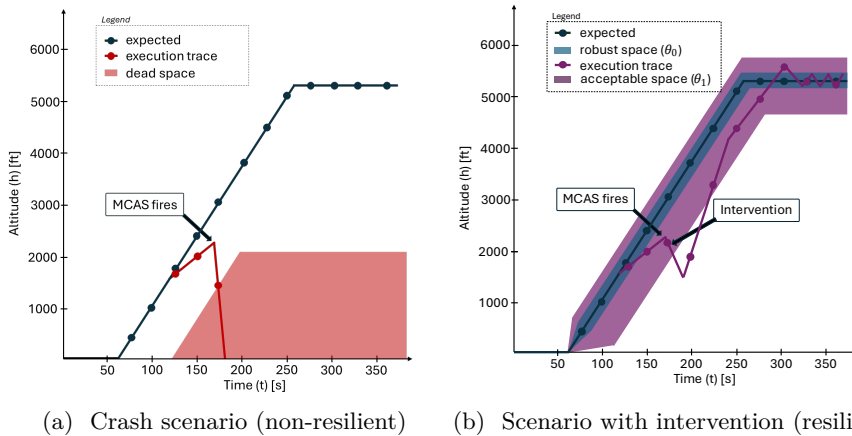 Legend
expected
execution trace
dead space
6000
5000
4000
3000
2000
1000
Altitude (h) [ft]
MCAS fires
50 100 150 200 250 300 350
Time (t) [s]
(a) Crash scenario (non-resilient)
Legend
expected
robust space (θ0)
execution trace
acceptable space (θ1)
6000
5000
4000
3000
2000
1000
Altitude (h) [ft]
MCAS fires
Intervention
50 100 150 200 250 300 350
Time (t) [s]
(b) Scenario with intervention (resili